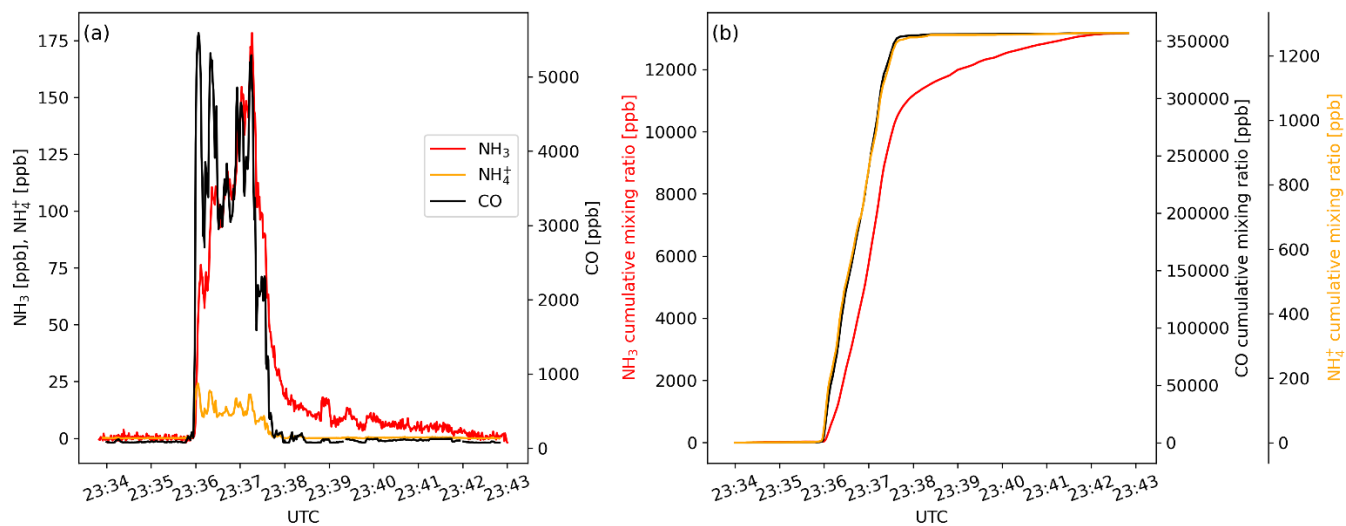 (a)
175
150
125
100
75
50
25
0
NH₃ [ppb], NH₄⁺ [ppb]
5000
4000
3000
2000
1000
0
CO [ppb]
NH₃
NH₄⁺
CO
23:34 23:35 23:36 23:37 23:38 23:39 23:40 23:41 23:42 23:43
UTC
(b)
12000
10000
8000
6000
4000
2000
0
NH₃ cumulative mixing ratio [ppb]
350000
300000
250000
200000
150000
100000
50000
0
CO cumulative mixing ratio [ppb]
1200
1000
800
600
400
200
0
NH₄⁺ cumulative mixing ratio [ppb]
23:34 23:35 23:36 23:37 23:38 23:39 23:40 23:41 23:42 23:43
UTC